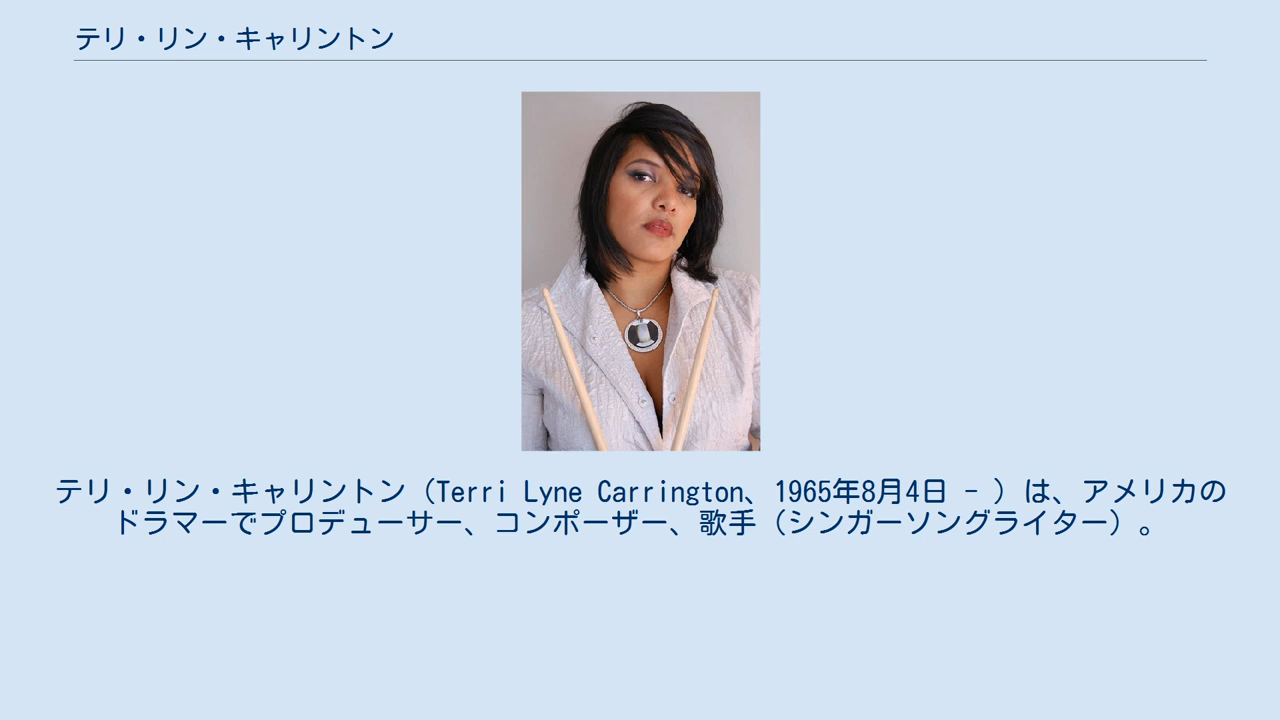 テリ・リン・キャリントン
テリ・リン・キャリントン（Terri Lyne Carrington、1965年8月4日 - ）は、アメリカの
ドラマーでプロデューサー、コンポーザー、歌手（シンガーソングライター）。